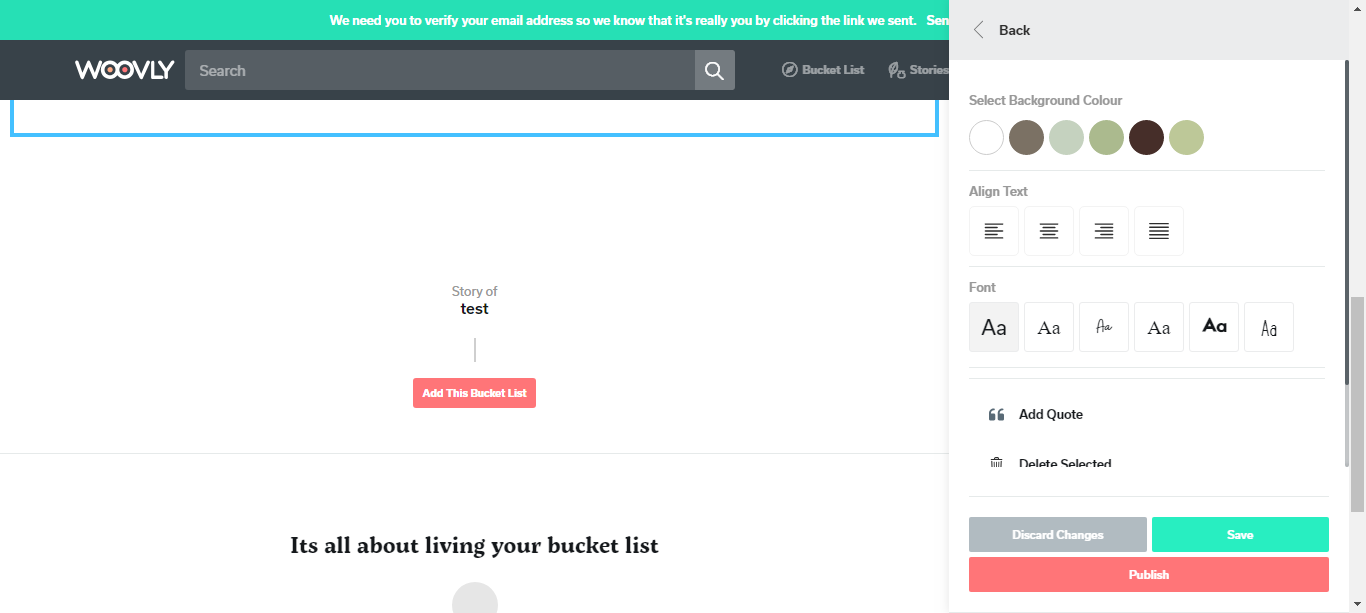 We need you to verify your email address so we know that it's really you by clicking the link we sent. Sen
WOOVLY
Search
Bucket List
Stories
Story of
test
Add This Bucket List
Its all about living your bucket list
Back
Select Background Colour
Align Text
Font
Aa Aa Aa Aa Aa Aa
Add Quote
Delete Selected
Discard Changes
Save
Publish